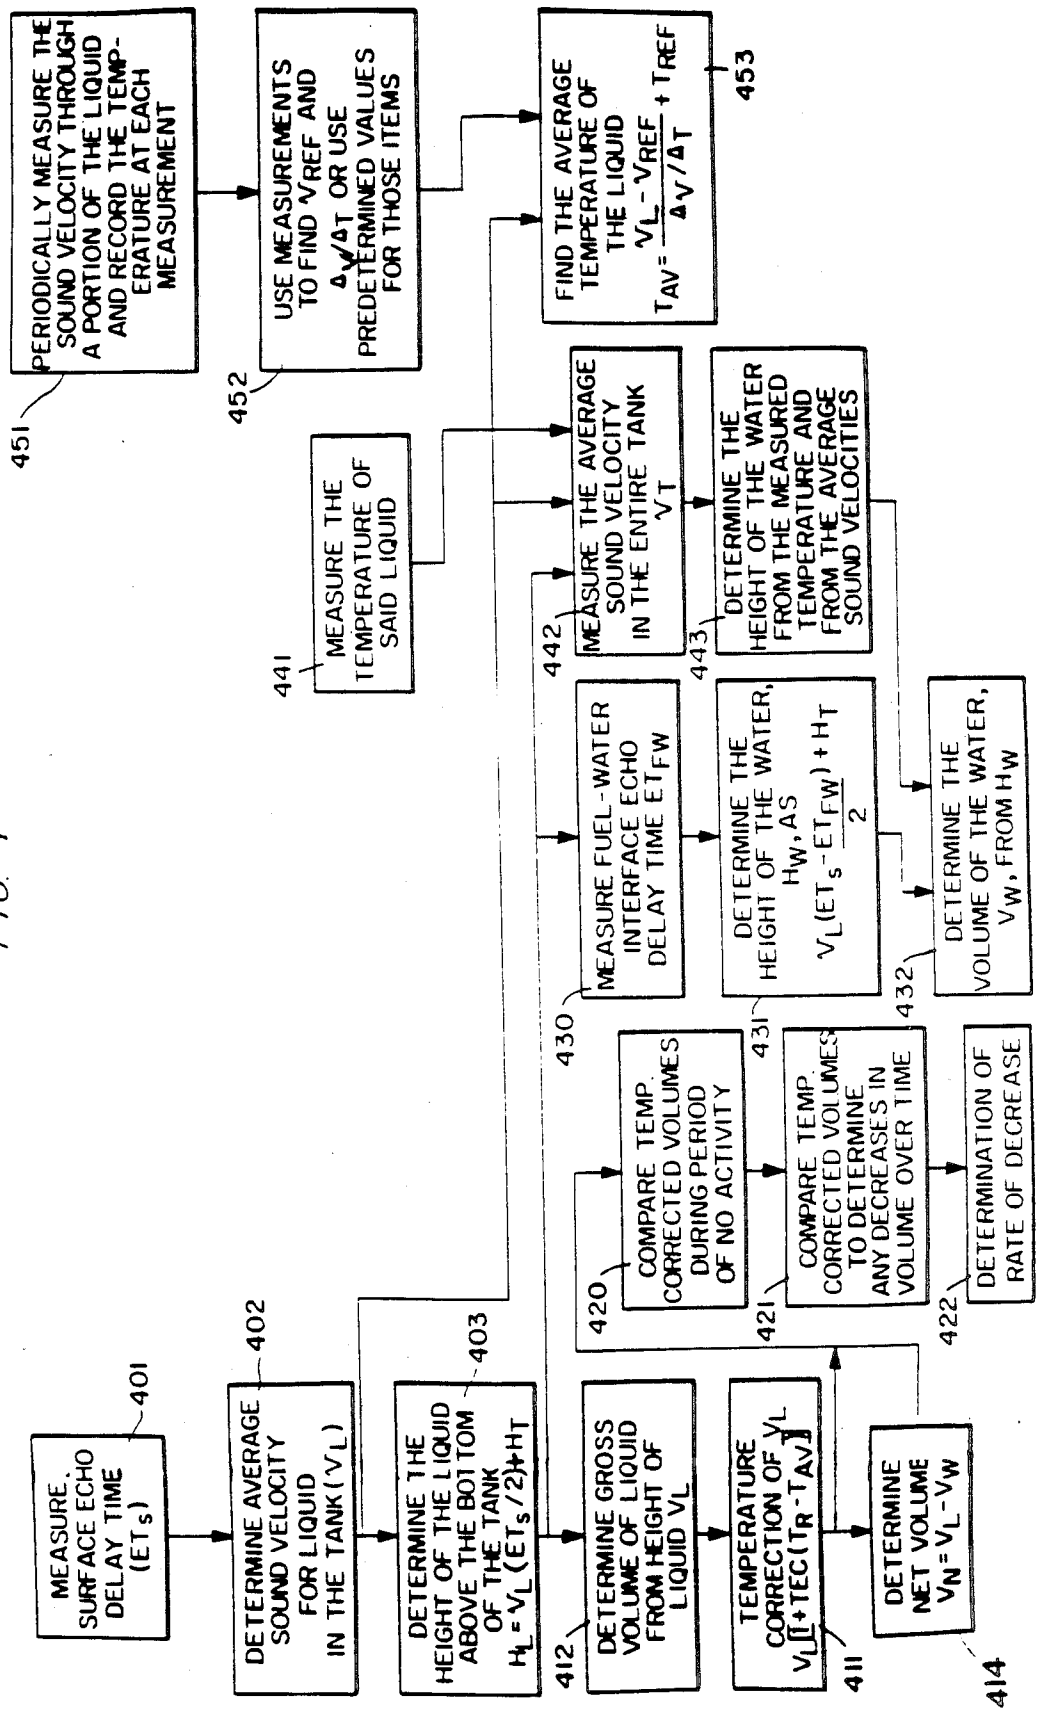 401
MEASURE
SURFACE ECHO
DELAY TIME
(ETS)
402
DETERMINE AVERAGE
SOUND VELOCITY
FOR LIQUID
IN THE TANK (VL)
403
DETERMINE THE
HEIGHT OF THE LIQUID
ABOVE THE BOTTOM
OF THE TANK
HL = VL (ETS/2) + HT
412
DETERMINE GROSS
VOLUME OF LIQUID
FROM HEIGHT OF
LIQUID VL
411
TEMPERATURE
CORRECTION OF VL
VL[1+TEC(TR-TAV)]
414
DETERMINE
NET VOLUME
VN = VL - VW
420
COMPARE TEMP.
CORRECTED VOLUMES
DURING PERIOD
OF NO ACTIVITY
421
COMPARE TEMP.
CORRECTED VOLUMES
TO DETERMINE
ANY DECREASES IN
VOLUME OVER TIME
422
DETERMINATION OF
RATE OF DECREASE
430
MEASURE FUEL-WATER
INTERFACE ECHO
DELAY TIME ETFW
431
DETERMINE THE
HEIGHT OF THE WATER,
HW, AS
VL(ETS - ETFW) + HT
2
432
DETERMINE THE
VOLUME OF THE WATER,
VW, FROM HW
441
MEASURE THE
TEMPERATURE OF
SAID LIQUID
442
MEASURE THE AVERAGE
SOUND VELOCITY
IN THE ENTIRE TANK
VT
443
DETERMINE THE
HEIGHT OF THE WATER
FROM THE MEASURED
TEMPERATURE AND
FROM THE AVERAGE
SOUND VELOCITIES
451
PERIODICALLY MEASURE THE
SOUND VELOCITY THROUGH
A PORTION OF THE LIQUID
AND RECORD THE TEMP-
ERATURE AT EACH
MEASUREMENT
452
USE MEASUREMENTS
TO FIND VREF AND
ΔV/ΔT OR USE
PREDETERMINED VALUES
FOR THOSE ITEMS
453
FIND THE AVERAGE
TEMPERATURE OF
THE LIQUID
TAV = VL - VREF + TREF
ΔV/ΔT